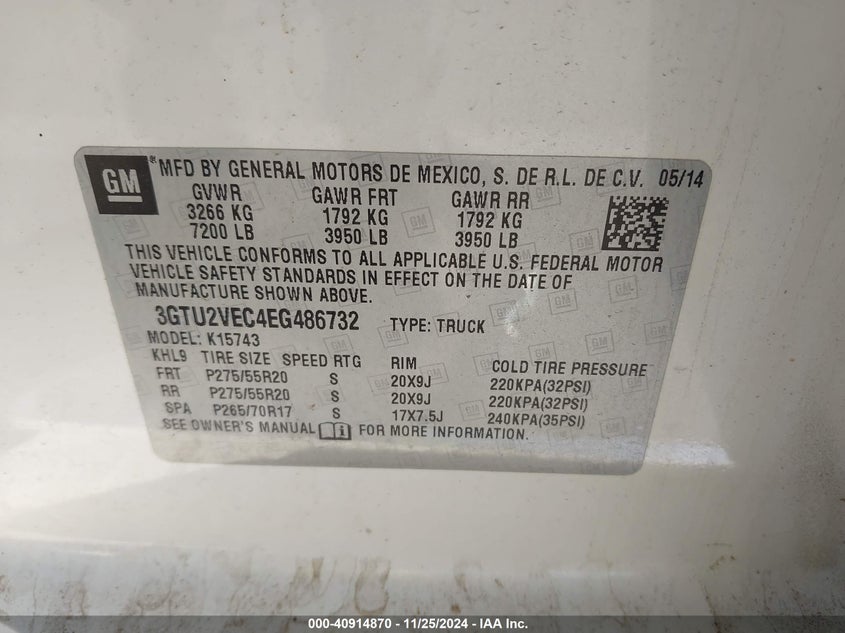 GM
® MFD BY GENERAL MOTORS DE MEXICO, S. DE R.L. DE C.V. 05/14
GVWR GAWR FRT GAWR RR
3266 KG 1792 KG 1792 KG
7200 LB 3950 LB 3950 LB
THIS VEHICLE CONFORMS TO ALL APPLICABLE U.S. FEDERAL MOTOR
VEHICLE SAFETY STANDARDS IN EFFECT ON THE DATE OF
MANUFACTURE SHOWN ABOVE.
3GTU2VEC4EG486732 TYPE: TRUCK
MODEL: K15743
KHL9 TIRE SIZE SPEED RTG RIM COLD TIRE PRESSURE
FRT P275/55R20 S 20X9J 220KPA(32PSI)
RR P275/55R20 S 20X9J 220KPA(32PSI)
SPA P265/70R17 S 17X7.5J 240KPA(35PSI)
SEE OWNER'S MANUAL FOR MORE INFORMATION.
000-40914870 - 11/25/2024 - IAA Inc.